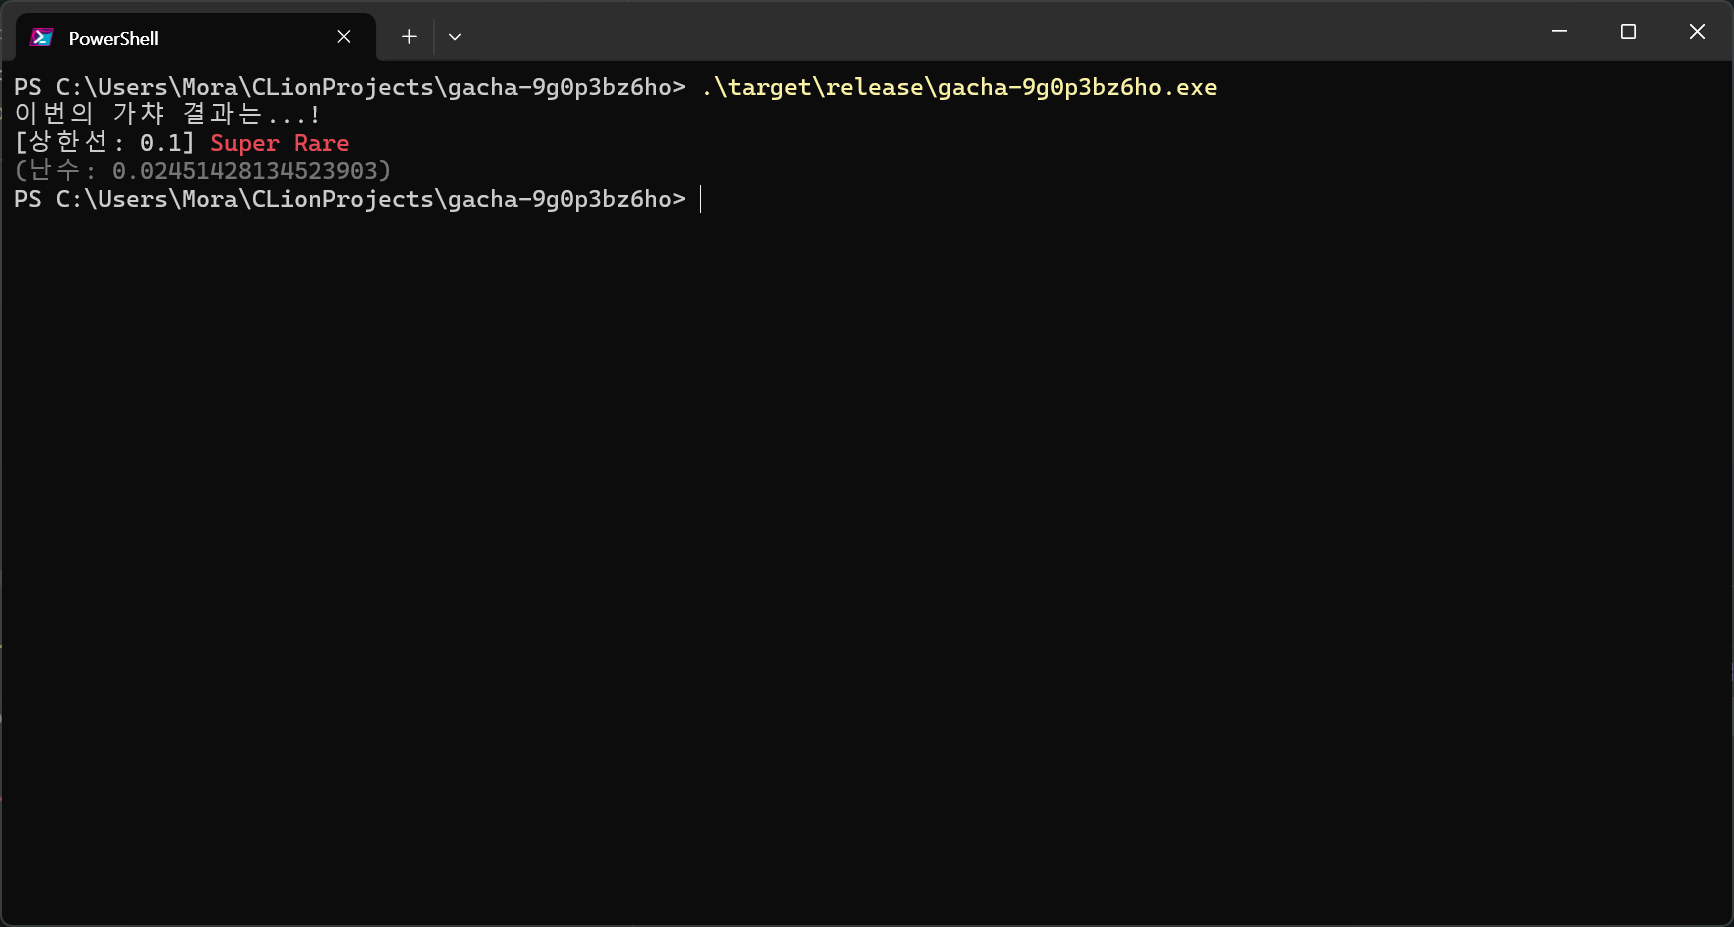 PowerShell
PS C:\Users\Mora\CLionProjects\gacha-9g0p3bz6ho> .\target\release\gacha-9g0p3bz6ho.exe
이번의 가챠 결과는...!
[상한선: 0.1] Super Rare
(난수: 0.02451428134523903)
PS C:\Users\Mora\CLionProjects\gacha-9g0p3bz6ho>